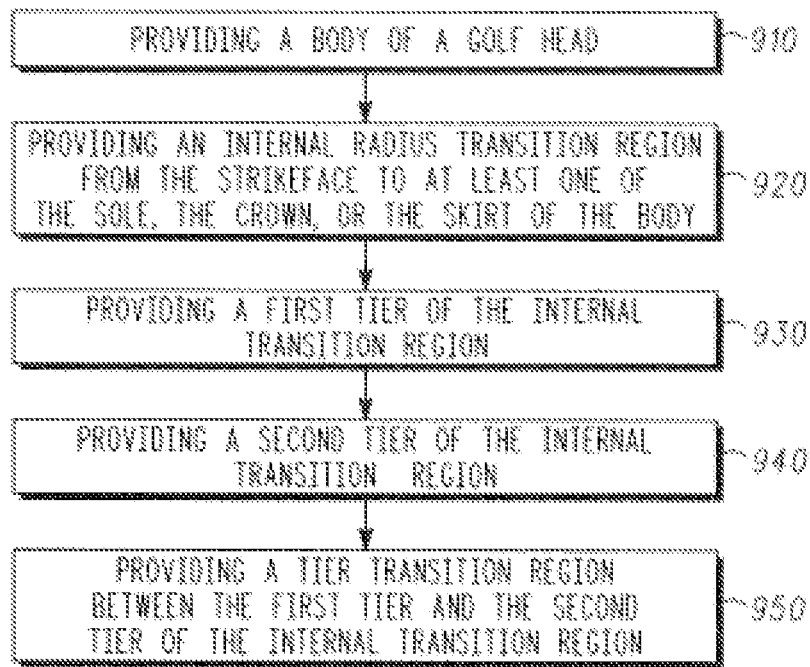 PROVIDING A BODY OF A GOLF HEAD
910
PROVIDING AN INTERNAL RADIUS TRANSITION REGION
FROM THE STRIKEFACE TO AT LEAST ONE OF
THE SOLE, THE CROWN, OR THE SKIRT OF THE BODY
920
PROVIDING A FIRST TIER OF THE INTERNAL
TRANSITION REGION
930
PROVIDING A SECOND TIER OF THE INTERNAL
TRANSITION REGION
940
PROVIDING A TIER TRANSITION REGION
BETWEEN THE FIRST TIER AND THE SECOND
TIER OF THE INTERNAL TRANSITION REGION
950